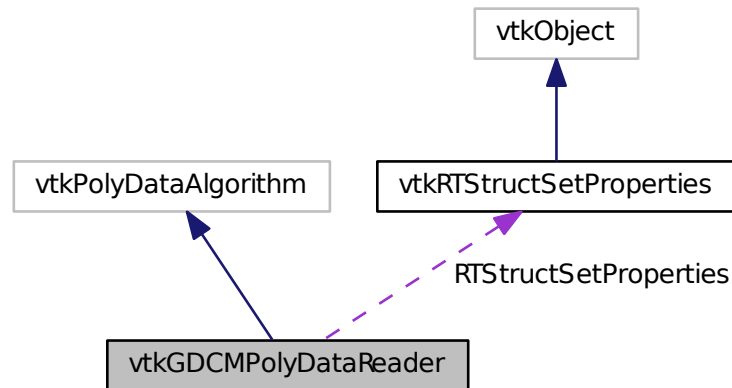 vtkObject
vtkPolyDataAlgorithm
vtkRTStructSetProperties
RTStructSetProperties
vtkGDCMPolyDataReader